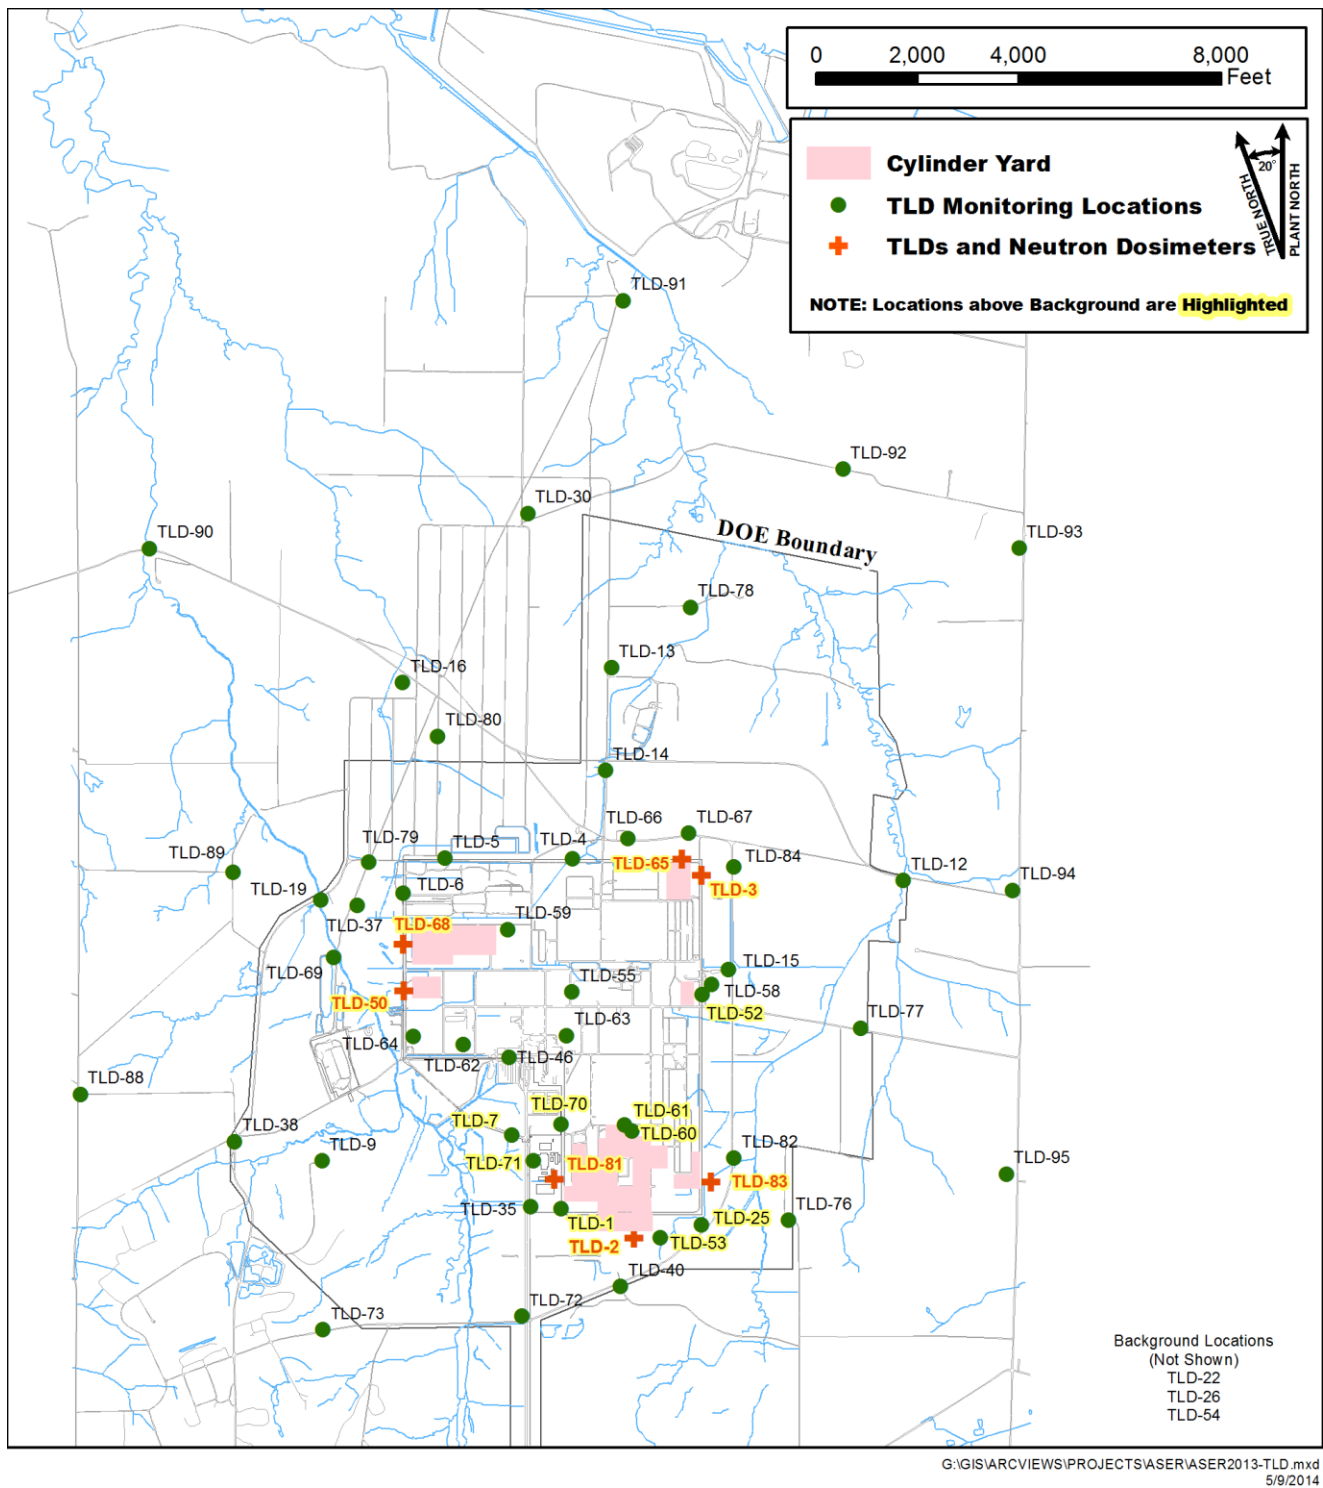 0 2,000 4,000 8,000
Feet
Cylinder Yard
TLD Monitoring Locations
TLDs and Neutron Dosimeters
NOTE: Locations above Background are Highlighted
20°
TRUE NORTH
PLANT NORTH
TLD-91
TLD-92
TLD-30
TLD-90
DOE Boundary
TLD-93
TLD-78
TLD-13
TLD-16
TLD-80
TLD-14
TLD-66
TLD-67
TLD-79
TLD-5
TLD-4
TLD-89
TLD-65
TLD-84
TLD-12
TLD-94
TLD-19
TLD-6
TLD-3
TLD-37
TLD-68
TLD-59
TLD-69
TLD-15
TLD-55
TLD-58
TLD-50
TLD-52
TLD-77
TLD-64
TLD-63
TLD-62
TLD-46
TLD-88
TLD-70
TLD-61
TLD-7
TLD-60
TLD-38
TLD-9
TLD-82
TLD-71
TLD-81
TLD-95
TLD-83
TLD-35
TLD-1
TLD-25
TLD-76
TLD-2
TLD-53
TLD-40
TLD-72
TLD-73
Background Locations
(Not Shown)
TLD-22
TLD-26
TLD-54
G:\GIS\ARCVIEWS\PROJECTS\ASER\ASER2013-TLD.mxd
5/9/2014